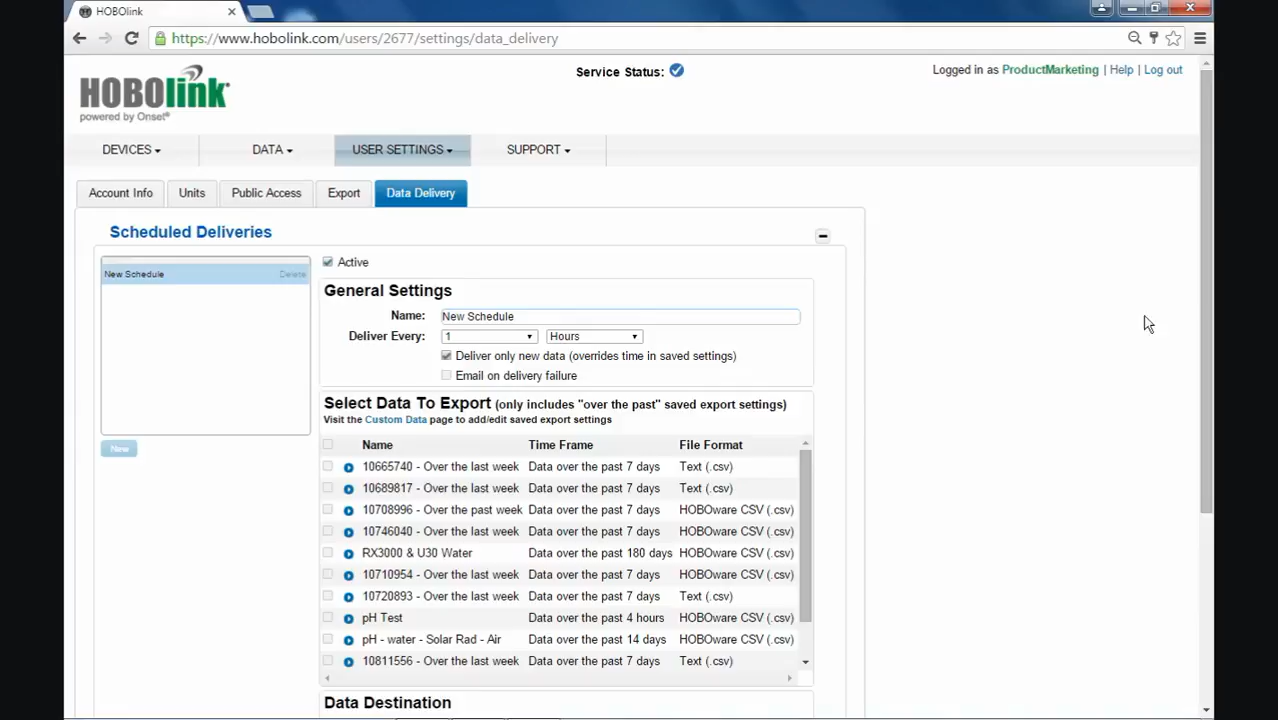 HOBOlink
https://www.hobolink.com/users/2677/settings/data_delivery
HOBOlink
powered by Onset®
Service Status:
Logged in as ProductMarketing | Help | Log out
DEVICES
DATA
USER SETTINGS
SUPPORT
Account Info
Units
Public Access
Export
Data Delivery
Scheduled Deliveries
New Schedule
Delete
New
Active
General Settings
Name: New Schedule
Deliver Every: 1 Hours
Deliver only new data (overrides time in saved settings)
Email on delivery failure
Select Data To Export (only includes "over the past" saved export settings)
Visit the Custom Data page to add/edit saved export settings
Name Time Frame File Format
10665740 - Over the last week Data over the past 7 days Text (.csv)
10689817 - Over the last week Data over the past 7 days Text (.csv)
10708996 - Over the past week Data over the past 7 days HOBOware CSV (.csv)
10746040 - Over the last week Data over the past 7 days HOBOware CSV (.csv)
RX3000 & U30 Water Data over the past 180 days HOBOware CSV (.csv)
10710954 - Over the last week Data over the past 7 days HOBOware CSV (.csv)
10720893 - Over the last week Data over the past 7 days Text (.csv)
pH Test Data over the past 4 hours HOBOware CSV (.csv)
pH - water - Solar Rad - Air Data over the past 14 days HOBOware CSV (.csv)
10811556 - Over the last week Data over the past 7 days Text (.csv)
Data Destination